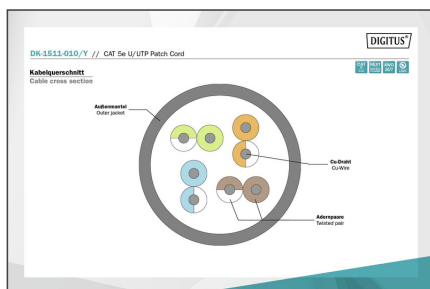 DIGITUS®
DK-1511-010/Y // CAT 5e U/UTP Patch Cord
Kabelquerschnitt
Cable cross section
Außenmantel
Outer jacket
Cu-Draht
Cu-Wire
Adernpaare
Twisted pair